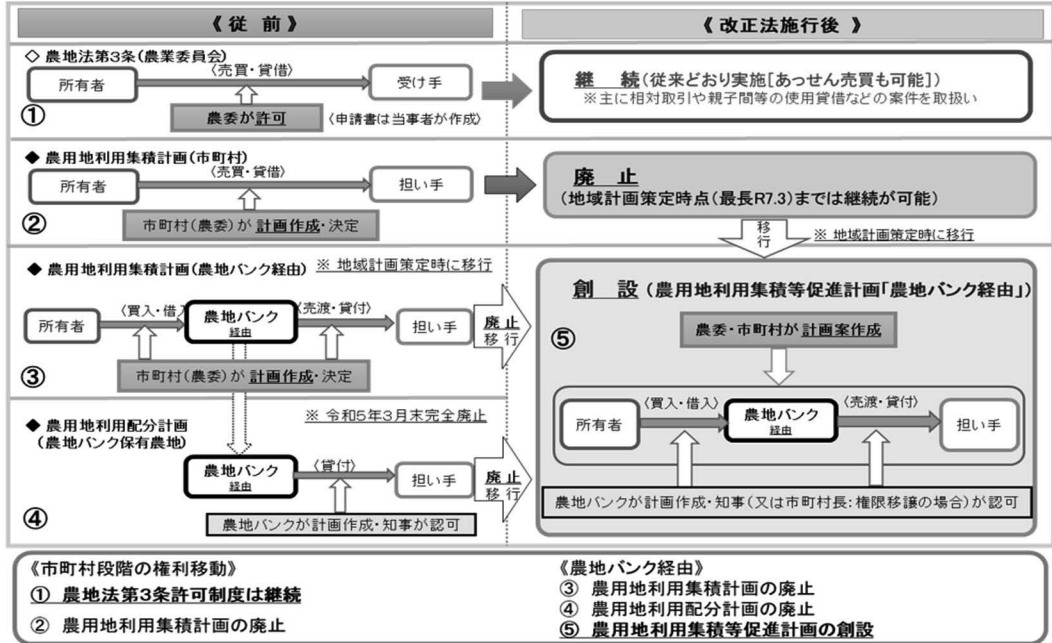 《従 前》
《改正法施行後》
◇ 農地法第3条(農業委員会)
〈売買・貸借〉
所有者
受け手
①
農委が許可
〈申請書は当事者が作成〉
継 続(従来どおり実施[あっせん売買も可能])
※主に相対取引や親子間等の使用貸借などの案件を取扱い
◆ 農用地利用集積計画(市町村)
〈売買・貸借〉
所有者
担い手
②
市町村(農委)が 計画作成・決定
廃 止
(地域計画策定時点(最長R7.3)までは継続が可能)
移行
※ 地域計画策定時に移行
◆ 農用地利用集積計画(農地バンク経由)
※ 地域計画策定時に移行
〈買入・借入
売渡・貸付〉
所有者
農地バンク
経由
担い手
廃止
移行
③
市町村(農委)が 計画作成・決定
◆ 農用地利用配分計画
(農地バンク保有農地)
※ 令和5年3月末完全廃止
農地バンク
経由
〈貸付〉
担い手
廃止
移行
④
農地バンクが計画作成・知事が認可
創 設(農用地利用集積等促進計画「農地バンク経由」)
⑤
農委・市町村が 計画案作成
〈買入・借入〉
〈売渡・貸付〉
所有者
農地バンク
経由
担い手
農地バンクが計画作成・知事(又は市町村長:権限移譲の場合)が認可
《市町村段階の権利移動》
① 農地法第3条許可制度は継続
② 農用地利用集積計画の廃止
《農地バンク経由》
③ 農用地利用集積計画の廃止
④ 農用地利用配分計画の廃止
⑤ 農用地利用集積等促進計画の創設